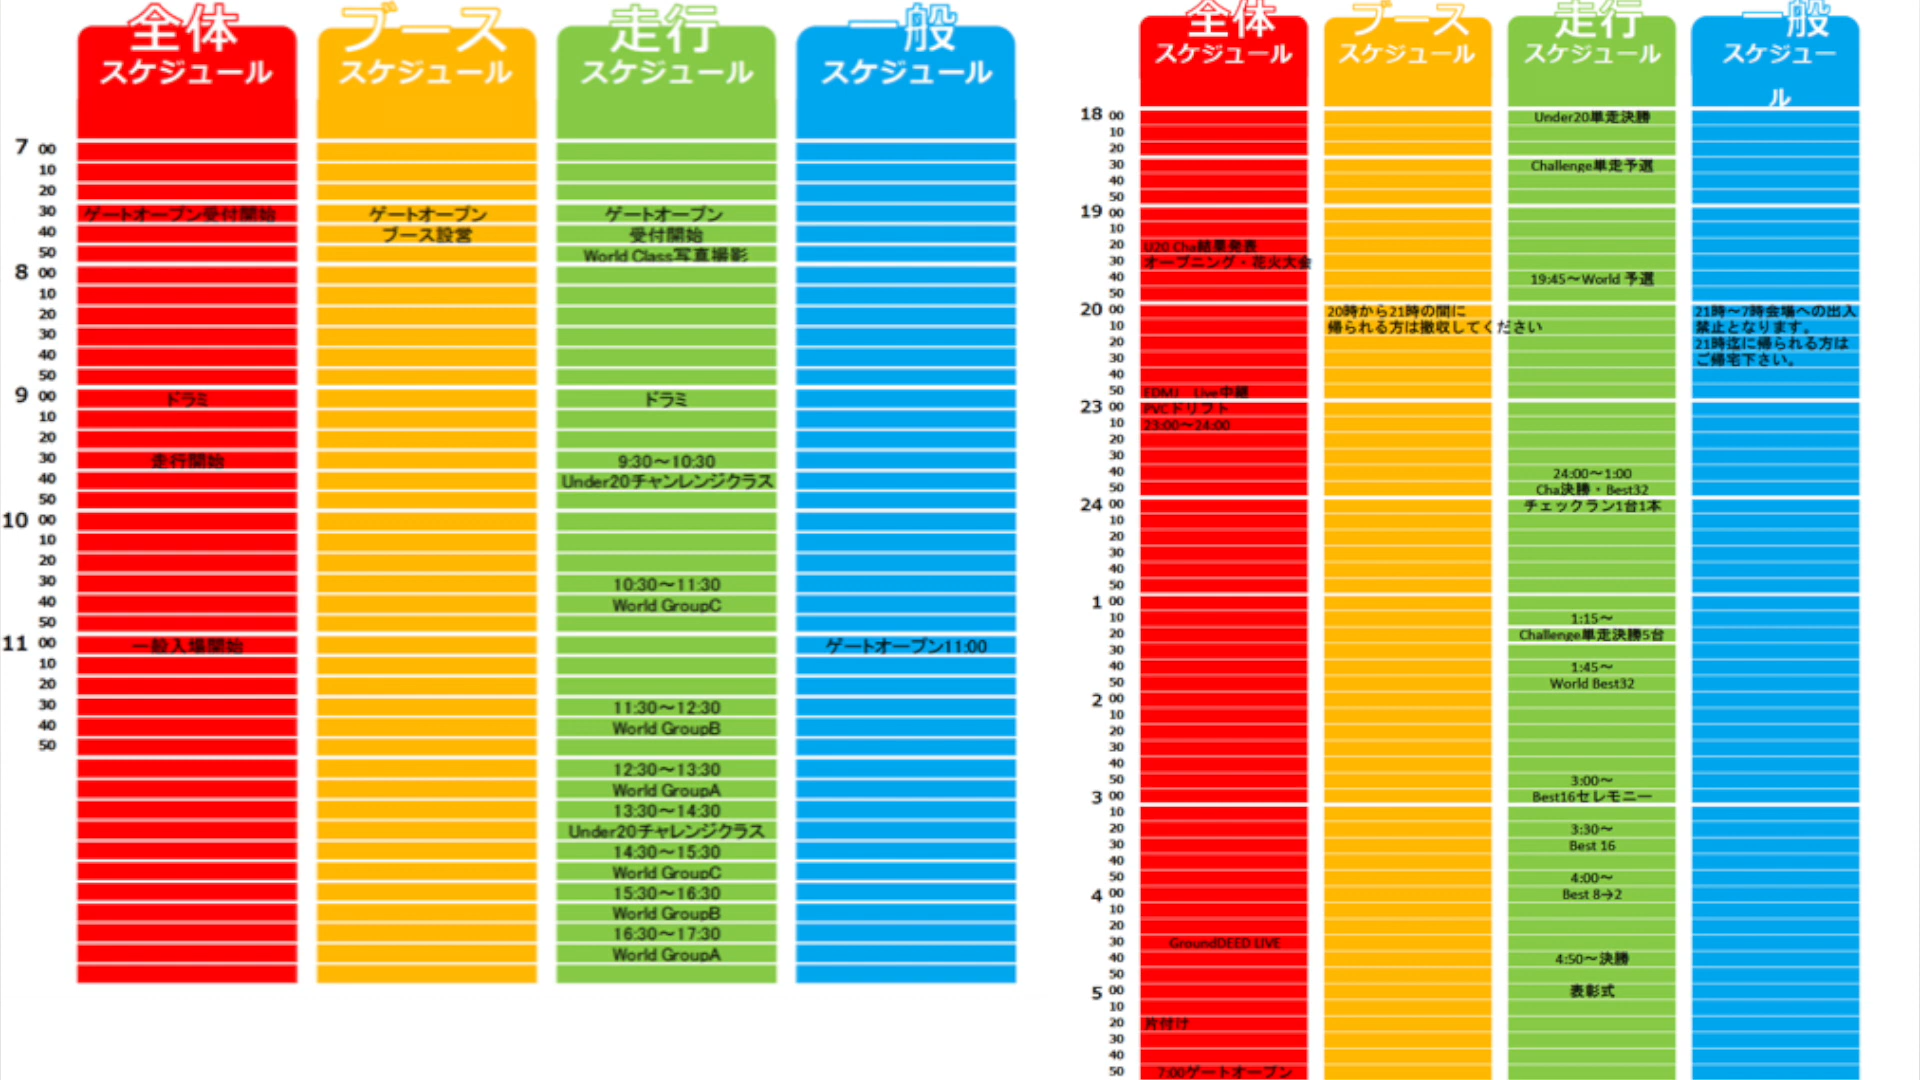 全体
スケジュール
ブース
スケジュール
走行
スケジュール
一般
スケジュール
7 00
10
20
30 ゲートオープン受付開始 ゲートオープン ゲートオープン
40 ブース設営 受付開始
50 World Class写真撮影
8 00
10
20
30
40
50
9 00 ドラミ ドラミ
10
20
30 走行開始 9:30～10:30
40 Under20チャンレンジクラス
50
10 00
10
20
30 10:30～11:30
40 World GroupC
50
11 00 一般入場開始 ゲートオープン11:00
10
20
30 11:30～12:30
40 World GroupB
50
12:30～13:30
World GroupA
13:30～14:30
Under20チャレンジクラス
14:30～15:30
World GroupC
15:30～16:30
World GroupB
16:30～17:30
World GroupA
全体
スケジュール
ブース
スケジュール
走行
スケジュール
一般
スケジュー
ル
18 00 Under20単走決勝
10
20
30 Challenge単走予選
40
50
19 00
10
20 U20 Cha結果発表
30 オープニング・花火大会
40 19:45～World 予選
50
20 00 20時から21時の間に 21時～7時会場への出入
10 帰られる方は撤収してください 禁止となります。
20 21時迄に帰られる方は
30 ご帰宅下さい。
40
50 FDMJ Live中継
23 00 PVCドリフト
10 23:00～24:00
20
30
40 24:00～1:00
50 Cha決勝・Best32
24 00 チェックラン1台1本
10
20
30
40
50
1 00
10 1:15～
20 Challenge単走決勝5台
30
40 1:45～
50 World Best32
2 00
10
20
30
40
50 3:00～
3 00 Best16セレモニー
10
20 3:30～
30 Best 16
40
50 4:00～
4 00 Best 8→2
10
20
30 GroundDEED LIVE
40 4:50～決勝
50
5 00 表彰式
10
20 片付け
30
40
50 7:00ゲートオープン